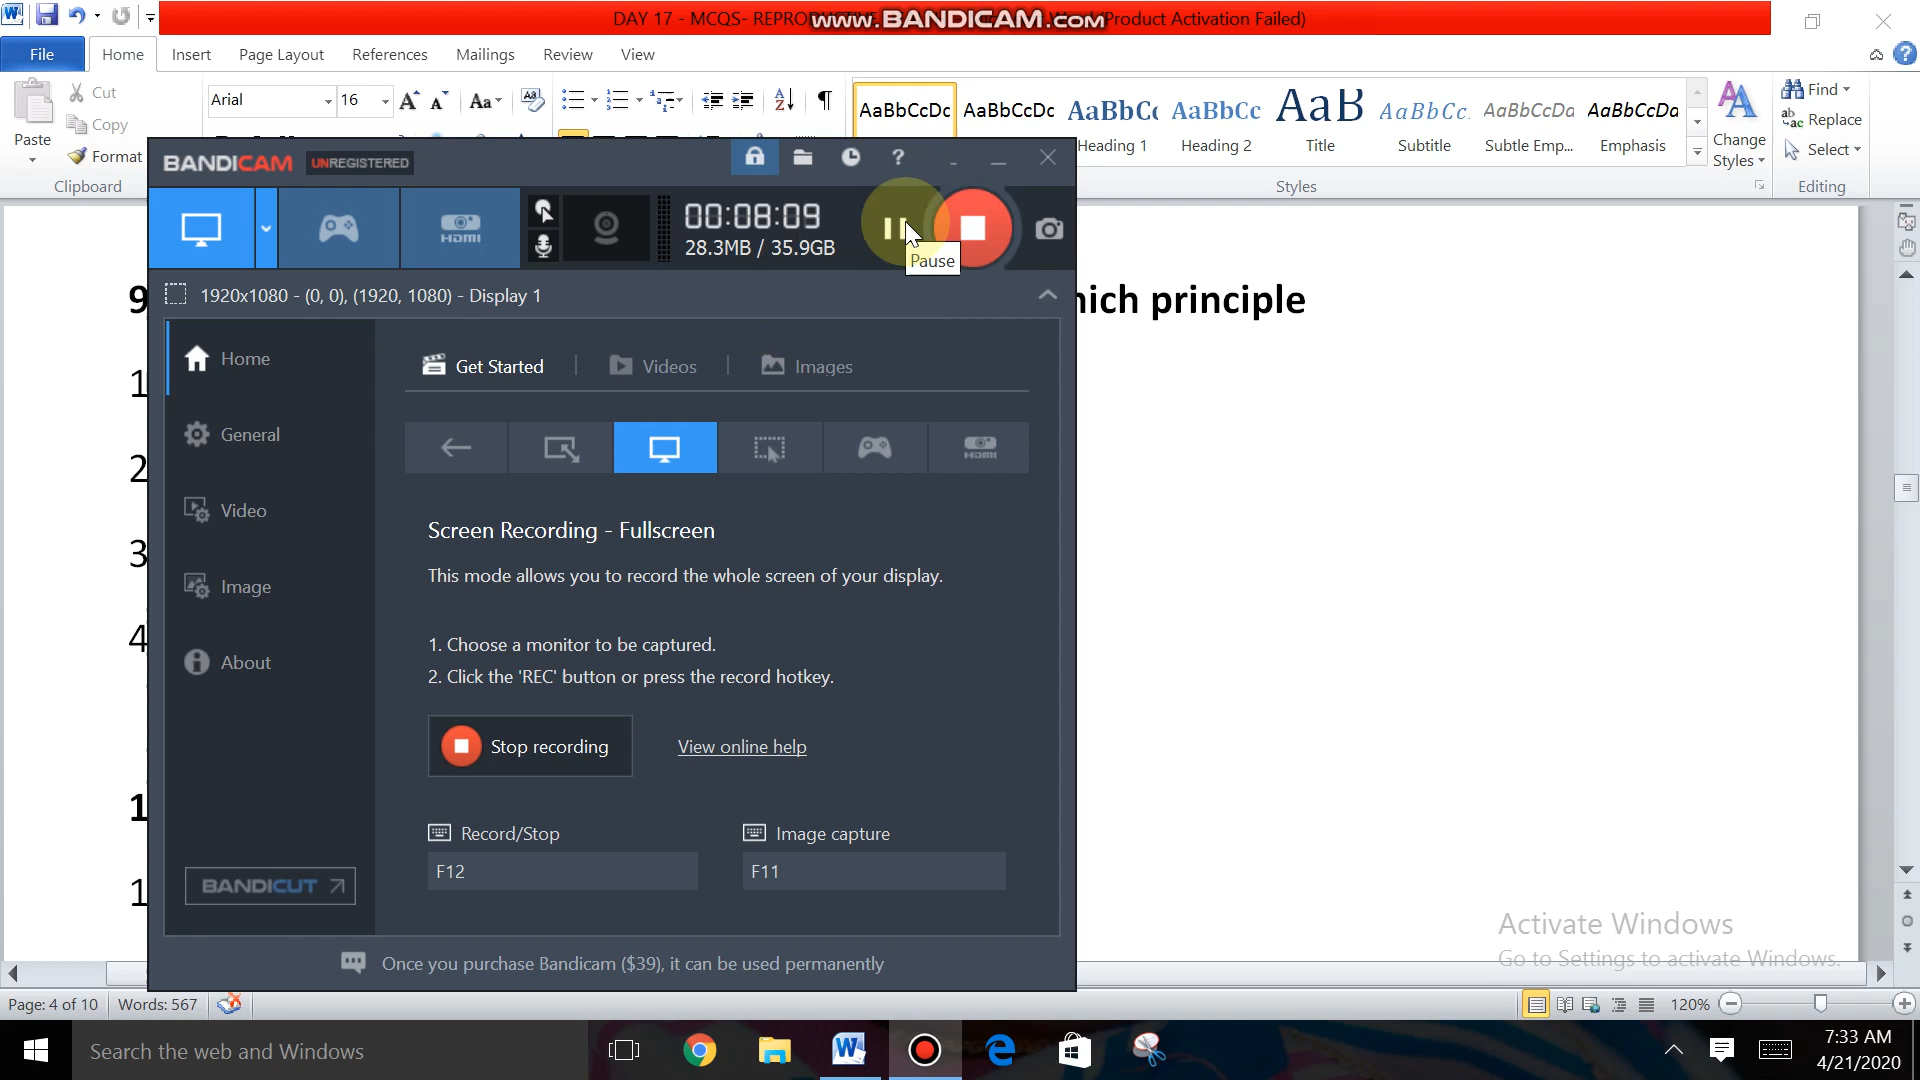 DAY 17 - MCQS- REPRO
www.BANDICAM.com
Product Activation Failed)
File
Home
Insert
Page Layout
References
Mailings
Review
View
Paste
Cut
Copy
Format
Clipboard
Arial
16
AaBbCcDc
AaBbCcDc
AaBbCc
AaBbCc
AaB
AaBbCc.
AaBbCcDa
AaBbCcDa
Heading 1
Heading 2
Title
Subtitle
Subtle Emp...
Emphasis
Change
Styles
Styles
Find
Replace
Select
Editing
BANDICAM
UNREGISTERED
HDMI
00:08:09
28.3MB / 35.9GB
Pause
1920x1080 - (0, 0), (1920, 1080) - Display 1
9
hich principle
1
2
3
4
1
1
Home
General
Video
Image
About
BANDICUT
Get Started
Videos
Images
HDMI
Screen Recording - Fullscreen
This mode allows you to record the whole screen of your display.
1. Choose a monitor to be captured.
2. Click the 'REC' button or press the record hotkey.
Stop recording
View online help
Record/Stop
Image capture
F12
F11
Once you purchase Bandicam ($39), it can be used permanently
Activate Windows
Go to Settings to activate Windows.
Page: 4 of 10
Words: 567
120%
Search the web and Windows
7:33 AM
4/21/2020